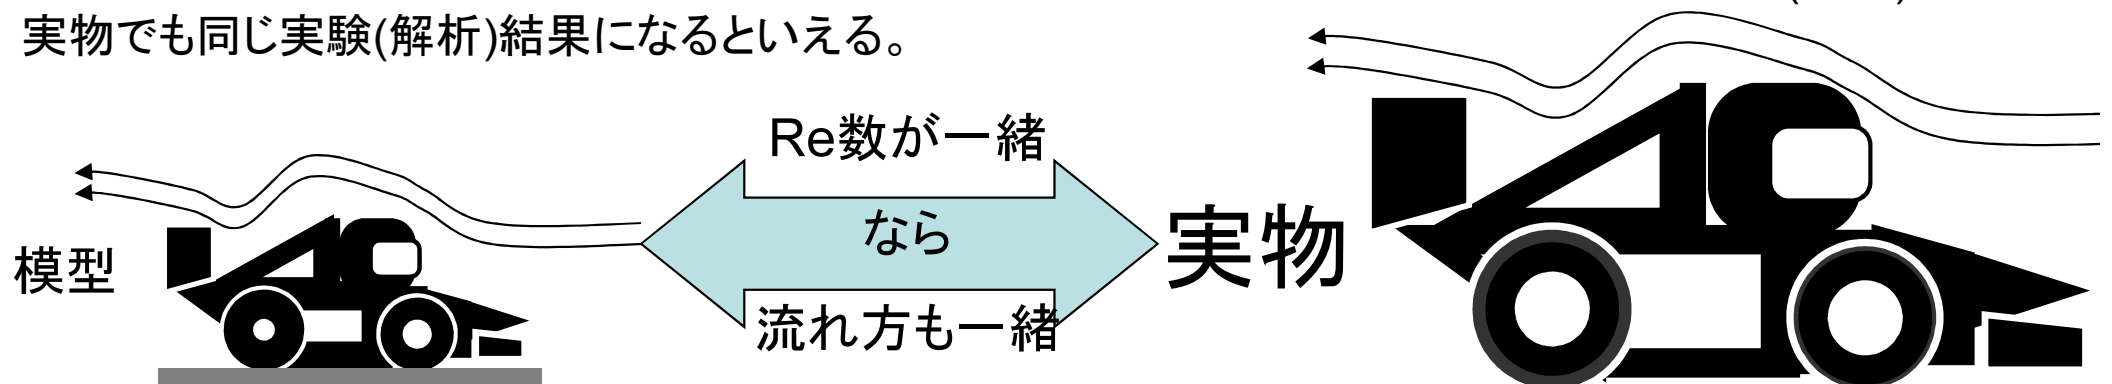 実物でも同じ実験(解析)結果になるといえる。
Re数が一緒
なら
実物
模型
流れ方も一緒